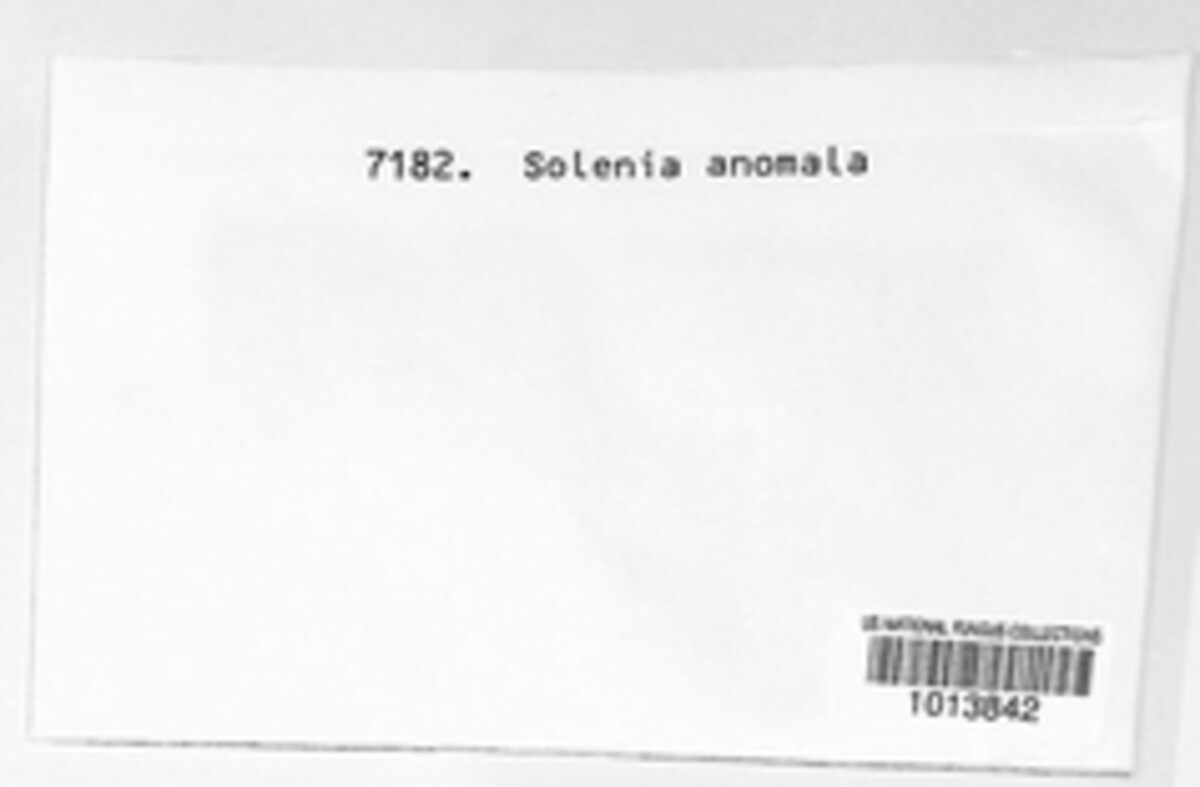 7182. Solenia anomala
US NATIONAL FUNGUS COLLECTIONS
1013842